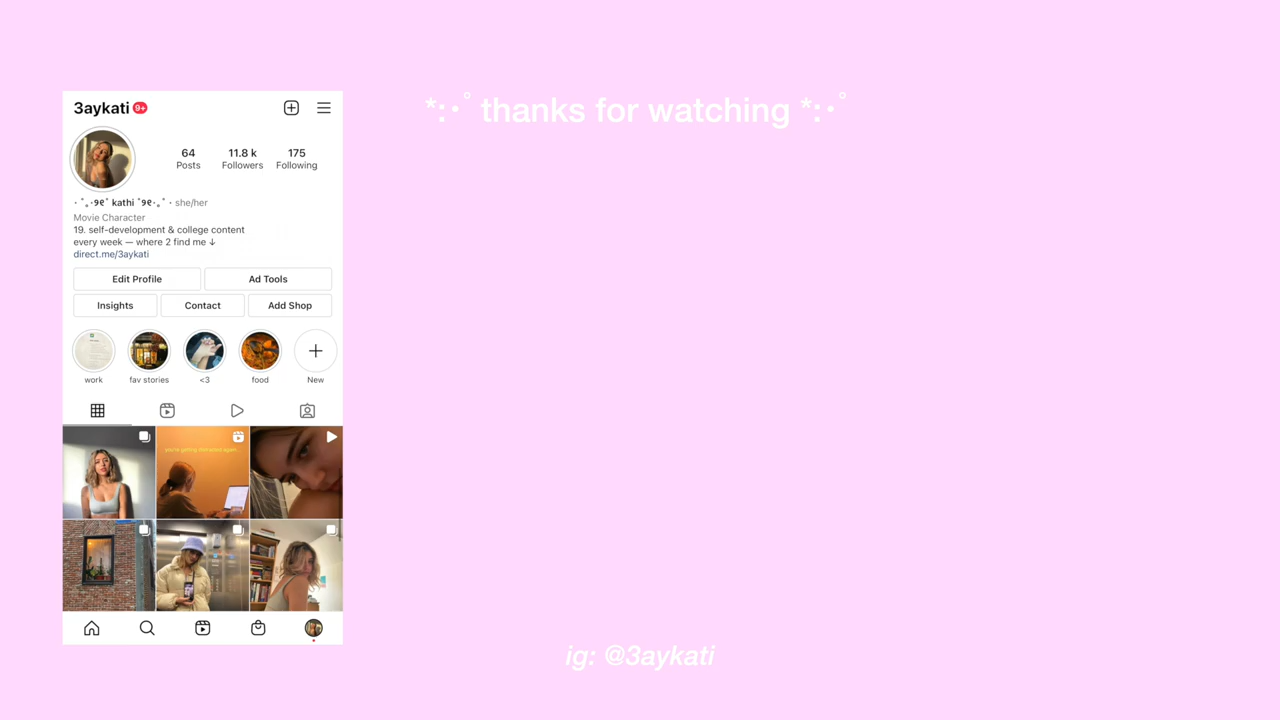 *:·˚ thanks for watching *:·˚
3aykati 9+
64 11.8 k 175
Posts Followers Following
· ˚｡·୨୧˚ kathi ˚୨୧·｡˚ · she/her
Movie Character
19. self-development & college content
every week — where 2 find me ↓
direct.me/3aykati
Edit Profile Ad Tools
Insights Contact Add Shop
work fav stories <3 food New
ig: @3aykati